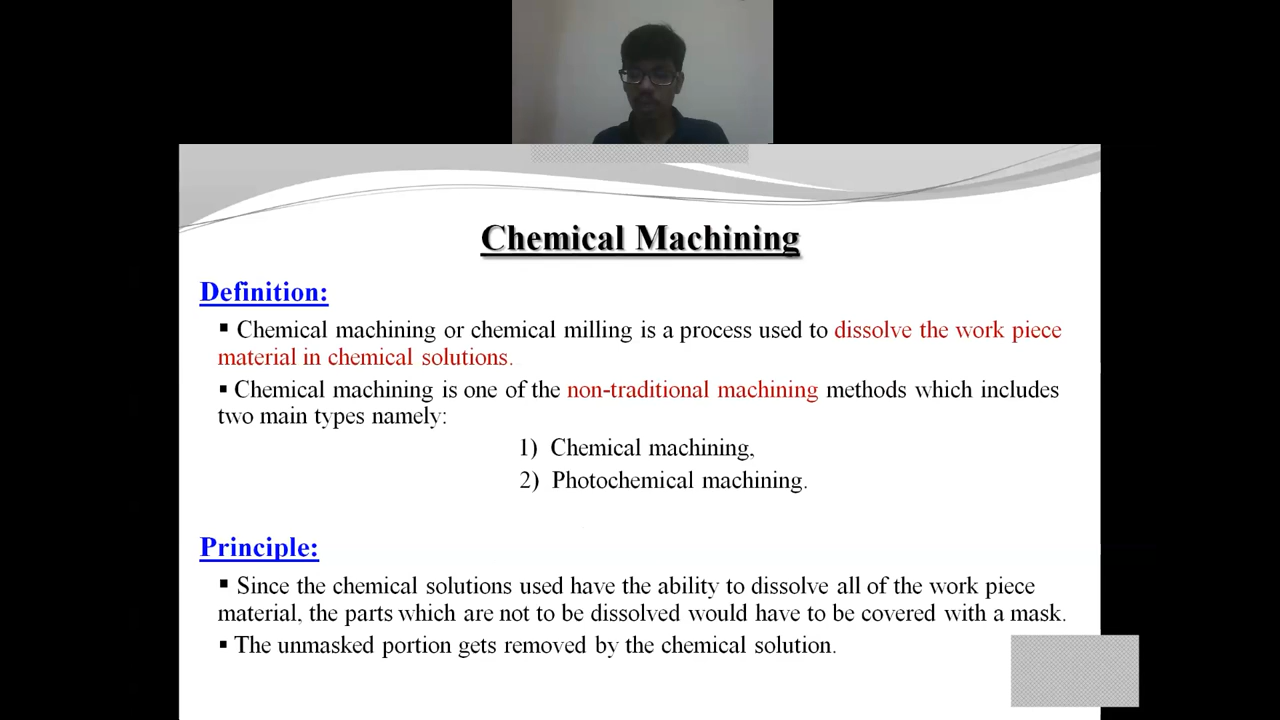 Chemical Machining
Definition:
▪ Chemical machining or chemical milling is a process used to dissolve the work piece
material in chemical solutions.
▪ Chemical machining is one of the non-traditional machining methods which includes
two main types namely:
1) Chemical machining,
2) Photochemical machining.
Principle:
▪ Since the chemical solutions used have the ability to dissolve all of the work piece
material, the parts which are not to be dissolved would have to be covered with a mask.
▪ The unmasked portion gets removed by the chemical solution.